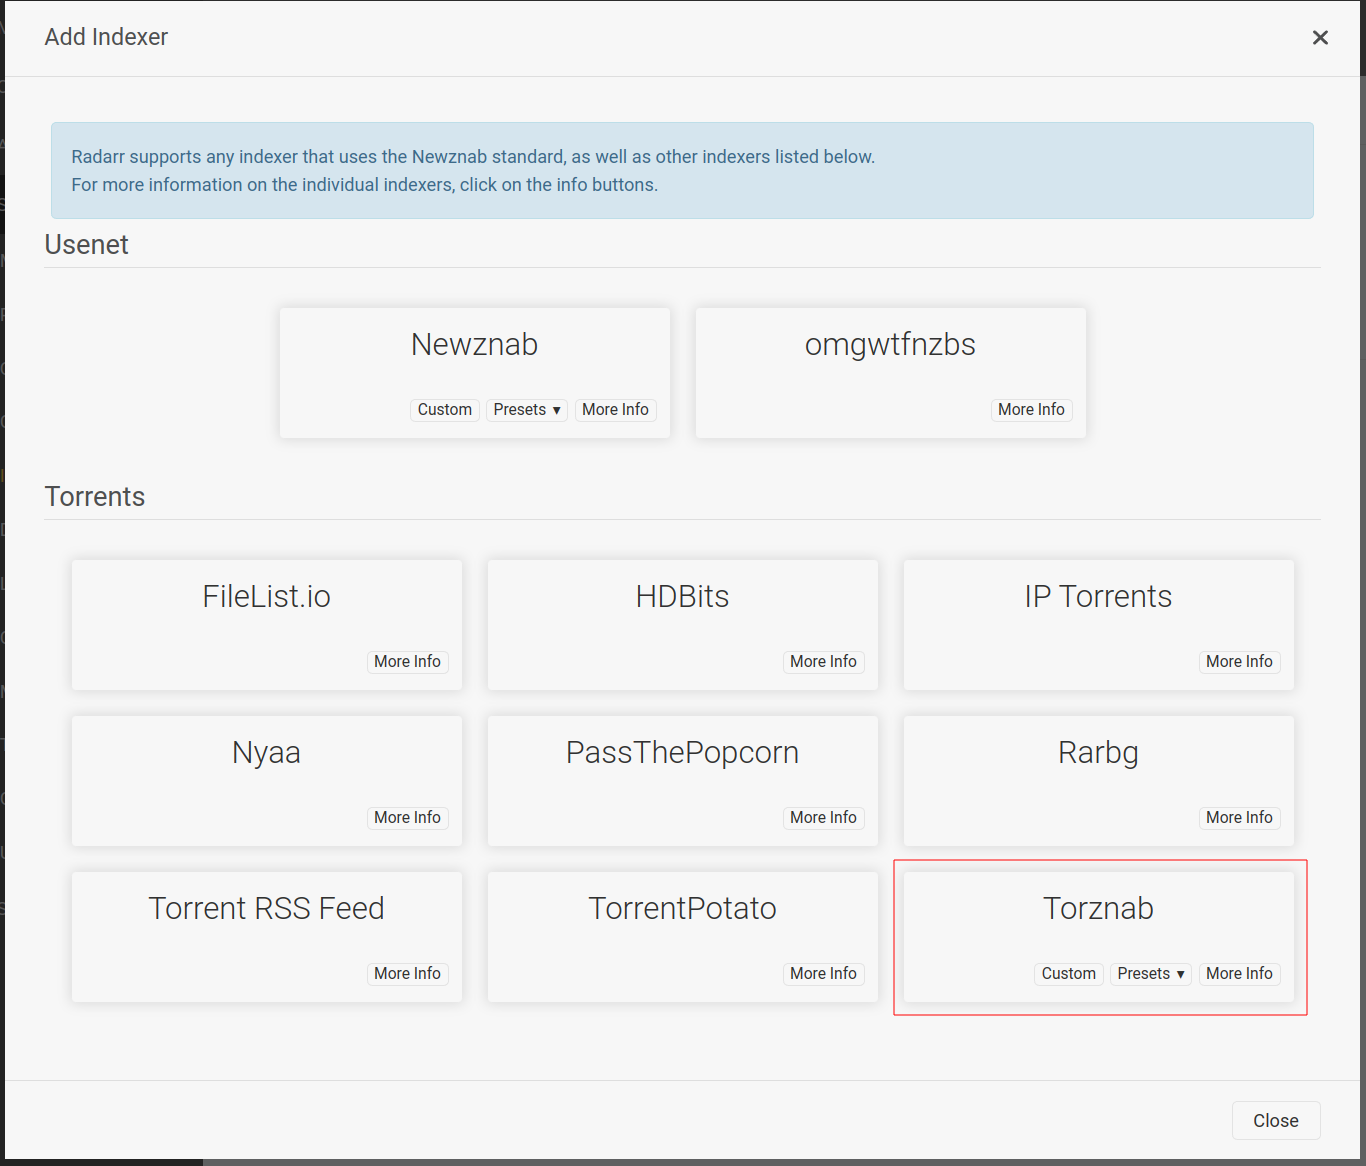 Add Indexer
Radarr supports any indexer that uses the Newznab standard, as well as other indexers listed below.
For more information on the individual indexers, click on the info buttons.
Usenet
Newznab
Custom
Presets ▾
More Info
omgwtfnzbs
More Info
Torrents
FileList.io
More Info
HDBits
More Info
IP Torrents
More Info
Nyaa
More Info
PassThePopcorn
More Info
Rarbg
More Info
Torrent RSS Feed
More Info
TorrentPotato
More Info
Torznab
Custom
Presets ▾
More Info
Close